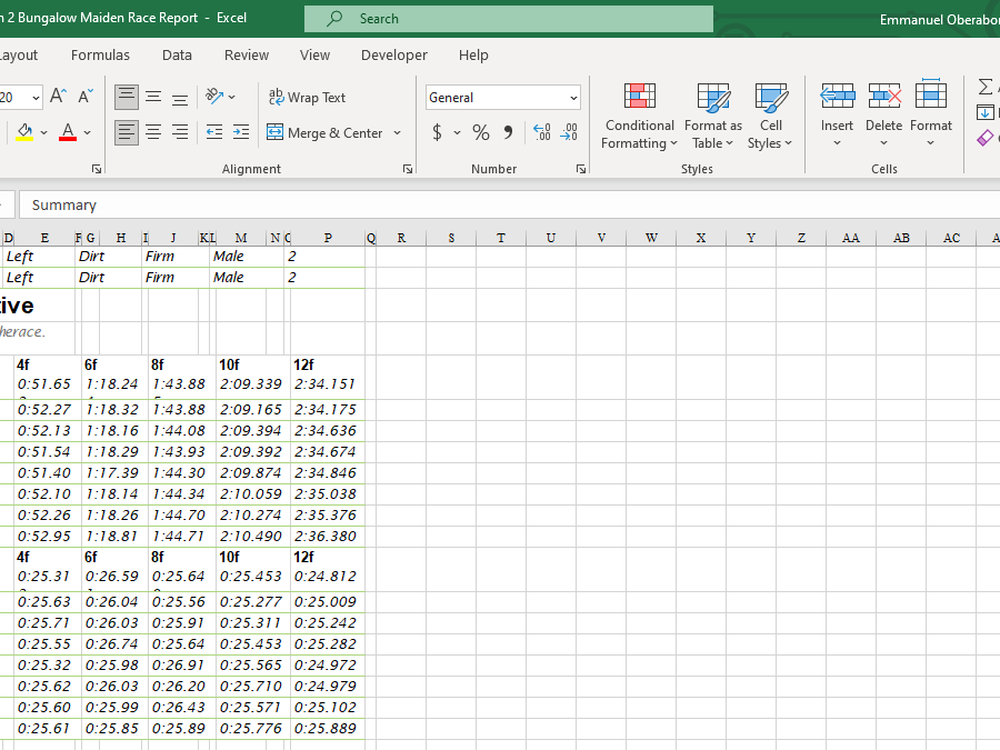 n 2 Bungalow Maiden Race Report - Excel
Search
Emmanuel Oberabor
Layout Formulas Data Review View Developer Help
20 A A Wrap Text General Conditional Formatting Format as Table Cell Styles Insert Delete Format
A Merge & Center $ % 9 .00 .00
Alignment Number Styles Cells
Summary
D E F G H I J K L M N O P Q R S T U V W X Y Z AA AB AC A
Left Dirt Firm Male 2
Left Dirt Firm Male 2
tive
herace.
4f 6f 8f 10f 12f
0:51.65 1:18.24 1:43.88 2:09.339 2:34.151
0:52.27 1:18.32 1:43.88 2:09.165 2:34.175
0:52.13 1:18.16 1:44.08 2:09.394 2:34.636
0:51.54 1:18.29 1:43.93 2:09.392 2:34.674
0:51.40 1:17.39 1:44.30 2:09.874 2:34.846
0:52.10 1:18.14 1:44.34 2:10.059 2:35.038
0:52.26 1:18.26 1:44.70 2:10.274 2:35.376
0:52.95 1:18.81 1:44.71 2:10.490 2:36.380
4f 6f 8f 10f 12f
0:25.31 0:26.59 0:25.64 0:25.453 0:24.812
0:25.63 0:26.04 0:25.56 0:25.277 0:25.009
0:25.71 0:26.03 0:25.91 0:25.311 0:25.242
0:25.55 0:26.74 0:25.64 0:25.453 0:25.282
0:25.32 0:25.98 0:26.91 0:25.565 0:24.972
0:25.62 0:26.03 0:26.20 0:25.710 0:24.979
0:25.60 0:25.99 0:26.43 0:25.571 0:25.102
0:25.61 0:25.85 0:25.89 0:25.776 0:25.889